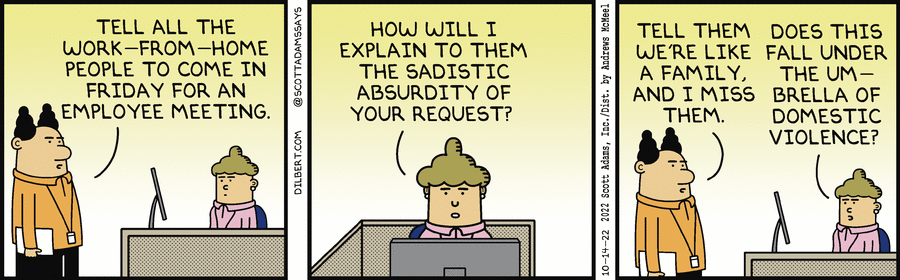 TELL ALL THE
WORK–FROM–HOME
PEOPLE TO COME IN
FRIDAY FOR AN
EMPLOYEE MEETING.
DILBERT.COM @SCOTTADAMSSAYS
HOW WILL I
EXPLAIN TO THEM
THE SADISTIC
ABSURDITY OF
YOUR REQUEST?
10-14-22 2022 Scott Adams, Inc./Dist. by Andrews McMeel
TELL THEM
WE'RE LIKE
A FAMILY,
AND I MISS
THEM.
DOES THIS
FALL UNDER
THE UM–
BRELLA OF
DOMESTIC
VIOLENCE?